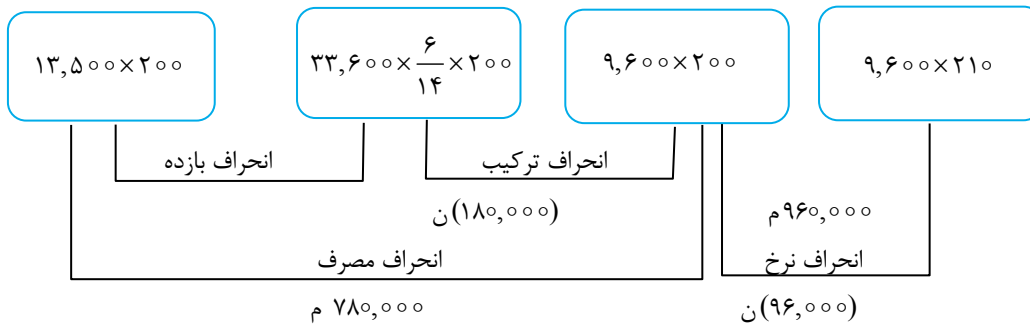 ۱۳,۵۰۰×۲۰۰
۳۳,۶۰۰×۶/۱۴×۲۰۰
۹,۶۰۰×۲۰۰
۹,۶۰۰×۲۱۰
انحراف بازده
انحراف ترکیب
ن(۱۸۰,۰۰۰)
۹۶۰,۰۰۰م
انحراف مصرف
انحراف نرخ
۷۸۰,۰۰۰ م
ن(۹۶,۰۰۰)